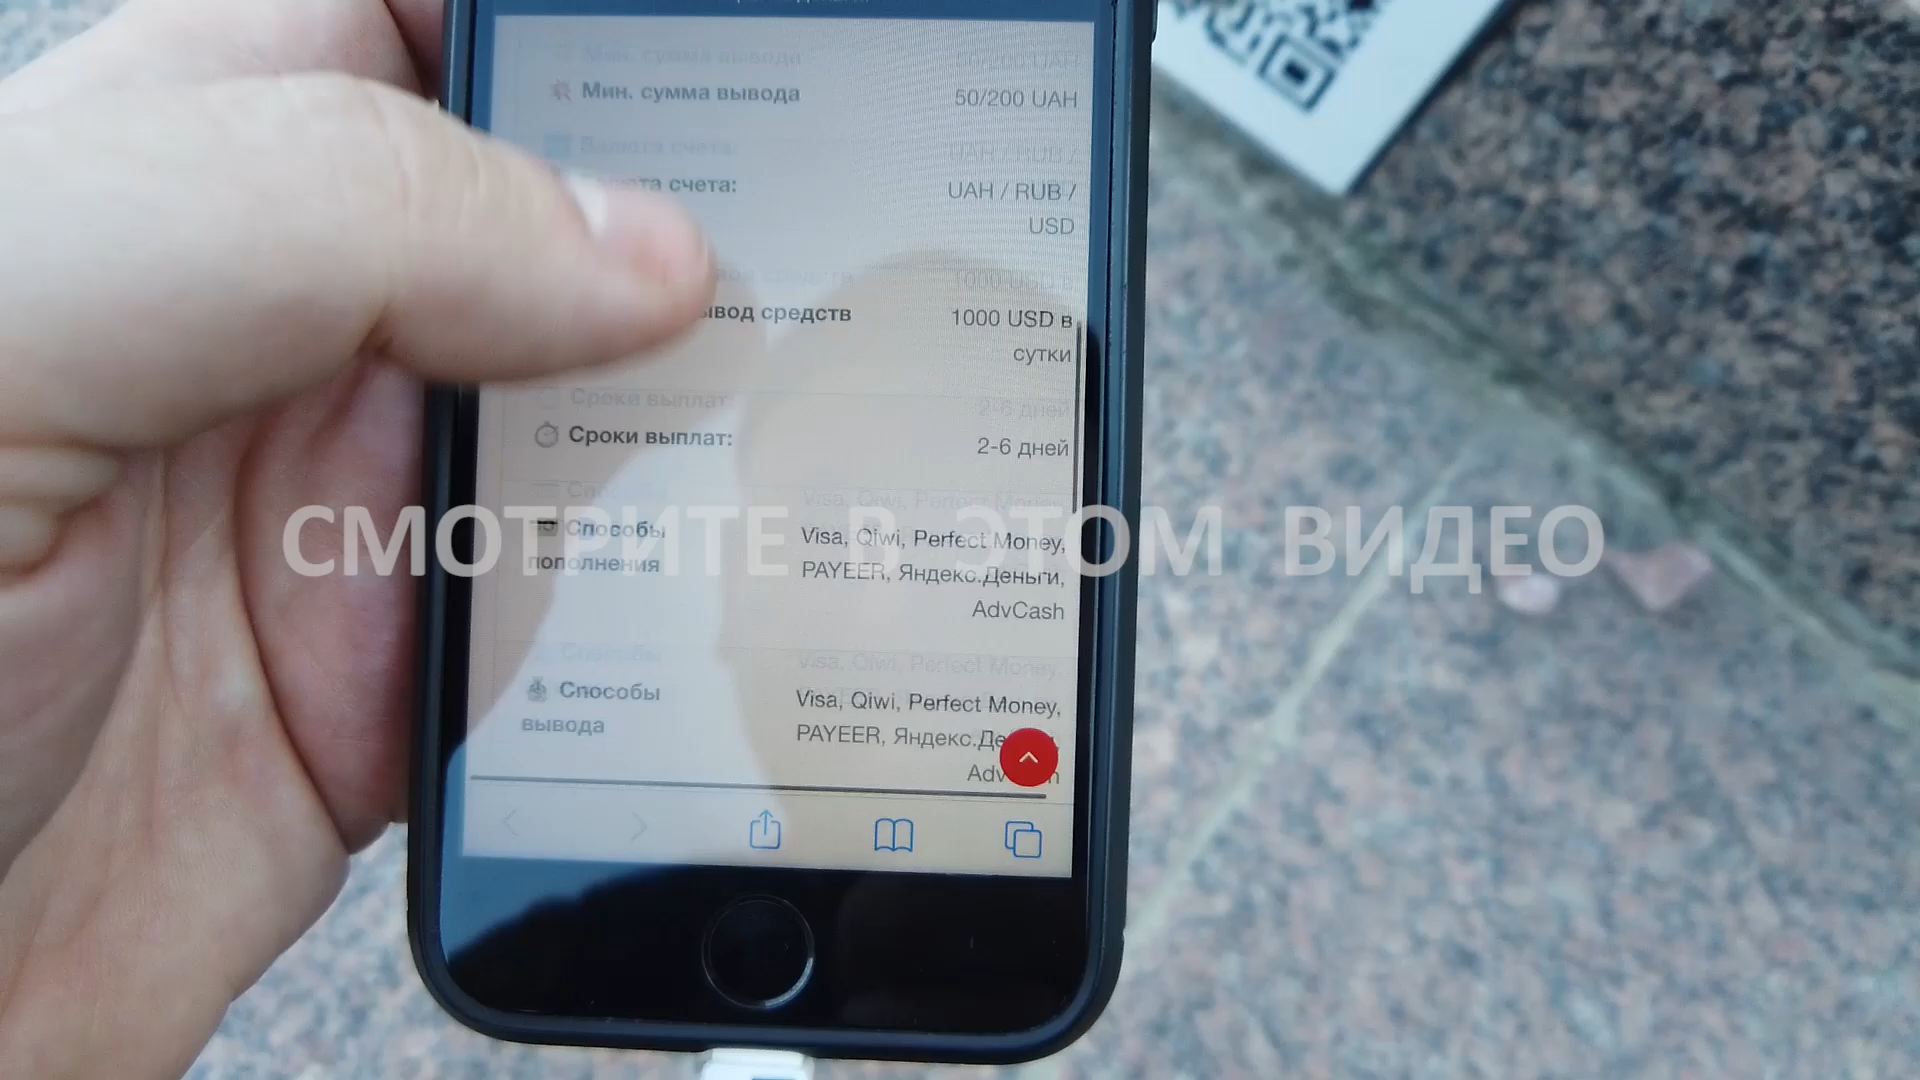 Мин. сумма вывода 50/200 UAH
счета: UAH / RUB /
USD
средств 1000 USD в
сутки
Сроки выплат: 2-6 дней
СМОТРИТЕ В ЭТОМ ВИДЕО
Способы Visa, Qiwi, Perfect Money,
пополнения PAYEER, Яндекс.Деньги,
AdvCash
Способы Visa, Qiwi, Perfect Money,
вывода PAYEER,